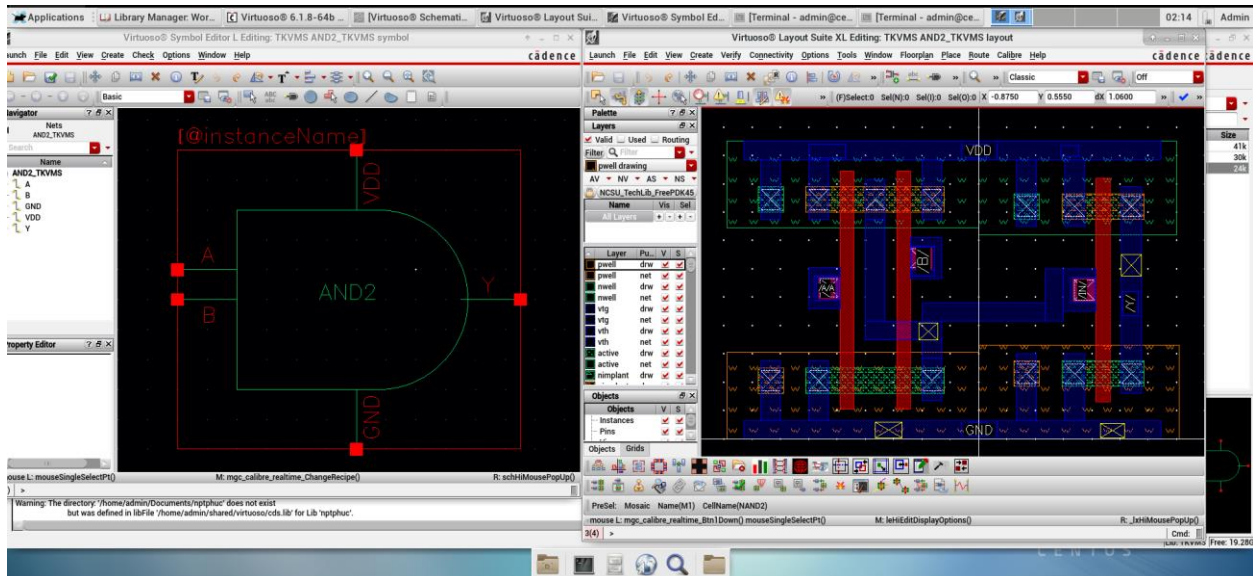 Applications Library Manager: Wor... Virtuoso® 6.1.8-64b ... [Virtuoso® Schemati... Virtuoso® Layout Sui... Virtuoso® Symbol Ed... [Terminal - admin@ce... [Terminal - admin@ce... 02:14 Admin
Virtuoso® Symbol Editor L Editing: TKVMS AND2_TKVMS symbol
aunch File Edit View Create Check Options Window Help cādence
Basic
Navigator
Nets
AND2_TKVMS
Search
Name
AND2_TKVMS
A
B
GND
VDD
Y
Property Editor
[@instanceName]
VDD
A
AND2
Y
B
GND
mouse L: mouseSingleSelectPt() M: mgc_calibre_realtime_ChangeRecipe() R: schHiMousePopUp()
) >
Warning: The directory: '/home/admin/Documents/nptphuc' does not exist
but was defined in libFile '/home/admin/shared/virtuoso/cds.lib' for Lib 'nptphuc'.
Virtuoso® Layout Suite XL Editing: TKVMS AND2_TKVMS layout
Launch File Edit View Create Verify Connectivity Options Tools Window Floorplan Place Route Calibre Help cādence
Classic Off
(F)Select:0 Sel(N):0 Sel(I):0 Sel(O):0 X -0.8750 Y 0.5550 dX 1.0600
Palette
Layers
Valid Used Routing
Filter Filter
pwell drawing
AV NV AS NS
NCSU_TechLib_FreePDK45
Name Vis Sel
All Layers
Layer Pu... V S
pwell drw
pwell net
nwell drw
nwell net
vtg drw
vtg net
vth drw
vth net
active drw
active net
nimplant drw
Objects
Objects V S
Instances
Pins
Objects Grids
VDD
/B/
/A/
/IN/
/Y/
GND
PreSel: Mosaic Name(M1) CellName(NAND2)
mouse L: mgc_calibre_realtime_Btn1Down() mouseSingleSelectPt() M: leHiEditDisplayOptions() R: _lxHiMousePopUp()
3(4) > Cmd:
cādence
Size
41k
30k
24k
Lib: TKVMS Free: 19.28G
CENTOS